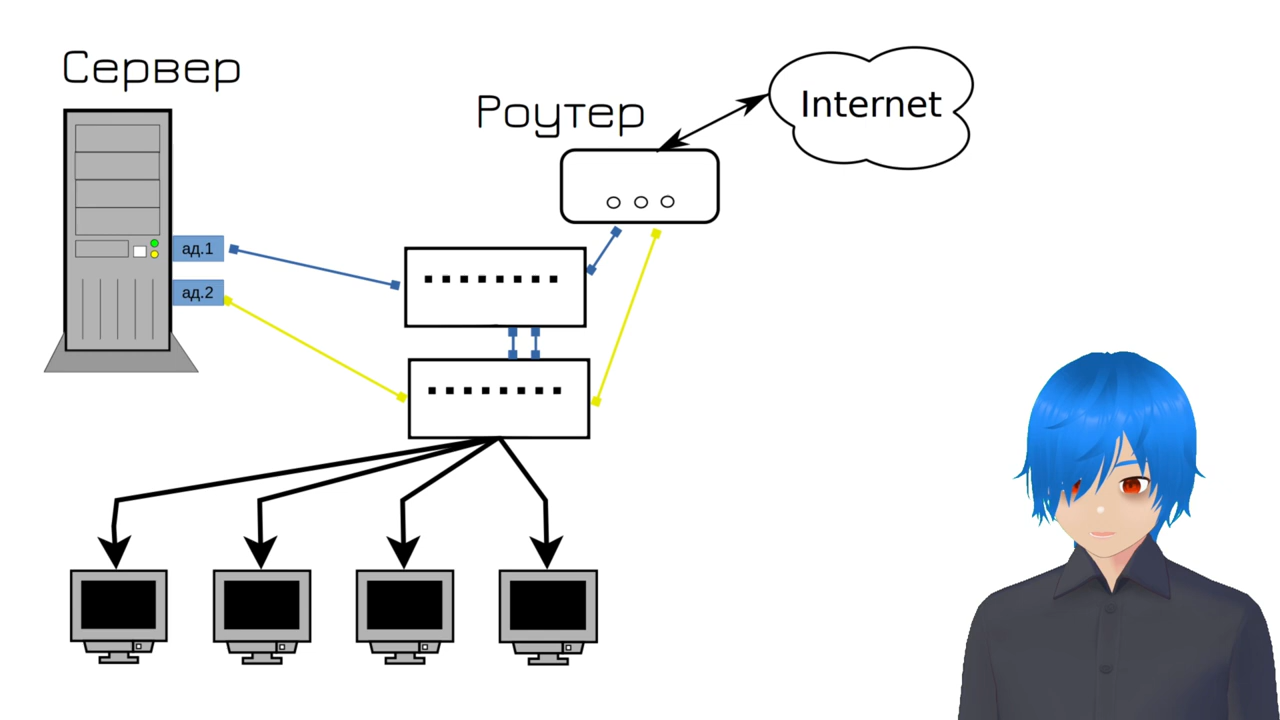 Сервер
Роутер
Internet
ад.1
ад.2